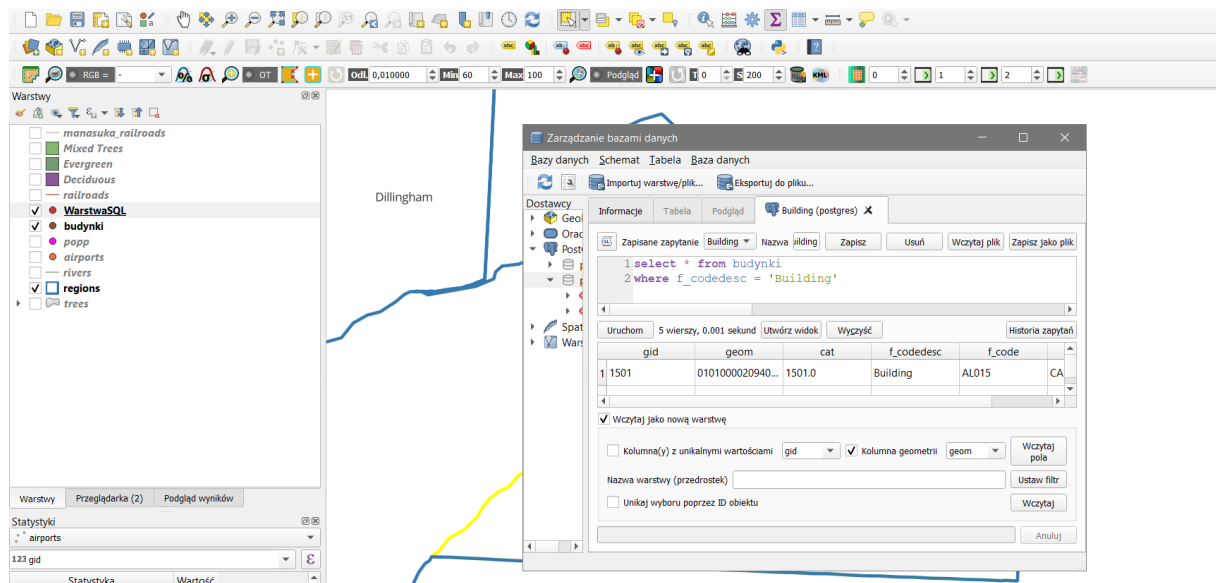 RGB = -
OT
Odl. 0,010000
Min 60
Max 100
Podgląd
T 0
S 200
KML
0
1
2
Warstwy
manasuka_railroads
Mixed Trees
Evergreen
Deciduous
railroads
WarstwaSQL
budynki
popp
airports
rivers
regions
trees
Warstwy
Przeglądarka (2)
Podgląd wyników
Statystyki
airports
123 gid
ε
Statystyka
Wartość
Dillingham
Zarządzanie bazami danych
Bazy danych Schemat Tabela Baza danych
Importuj warstwę/plik...
Eksportuj do pliku...
Dostawcy
Informacje
Tabela
Podgląd
Building (postgres)
Zapisane zapytanie
Building
Nazwa
uilding
Zapisz
Usuń
Wczytaj plik
Zapisz jako plik
1 select * from budynki
2 where f_codedesc = 'Building'
Uruchom
5 wierszy, 0.001 sekund
Utwórz widok
Wyczyść
Historia zapytań
gid geom cat f_codedesc f_code
1 1501 0101000020940... 1501.0 Building AL015 CA
Wczytaj jako nową warstwę
Kolumna(y) z unikalnymi wartościami
gid
Kolumna geometrii
geom
Wczytaj
pola
Nazwa warstwy (przedrostek)
Ustaw filtr
Unikaj wyboru poprzez ID obiektu
Wczytaj
Anuluj